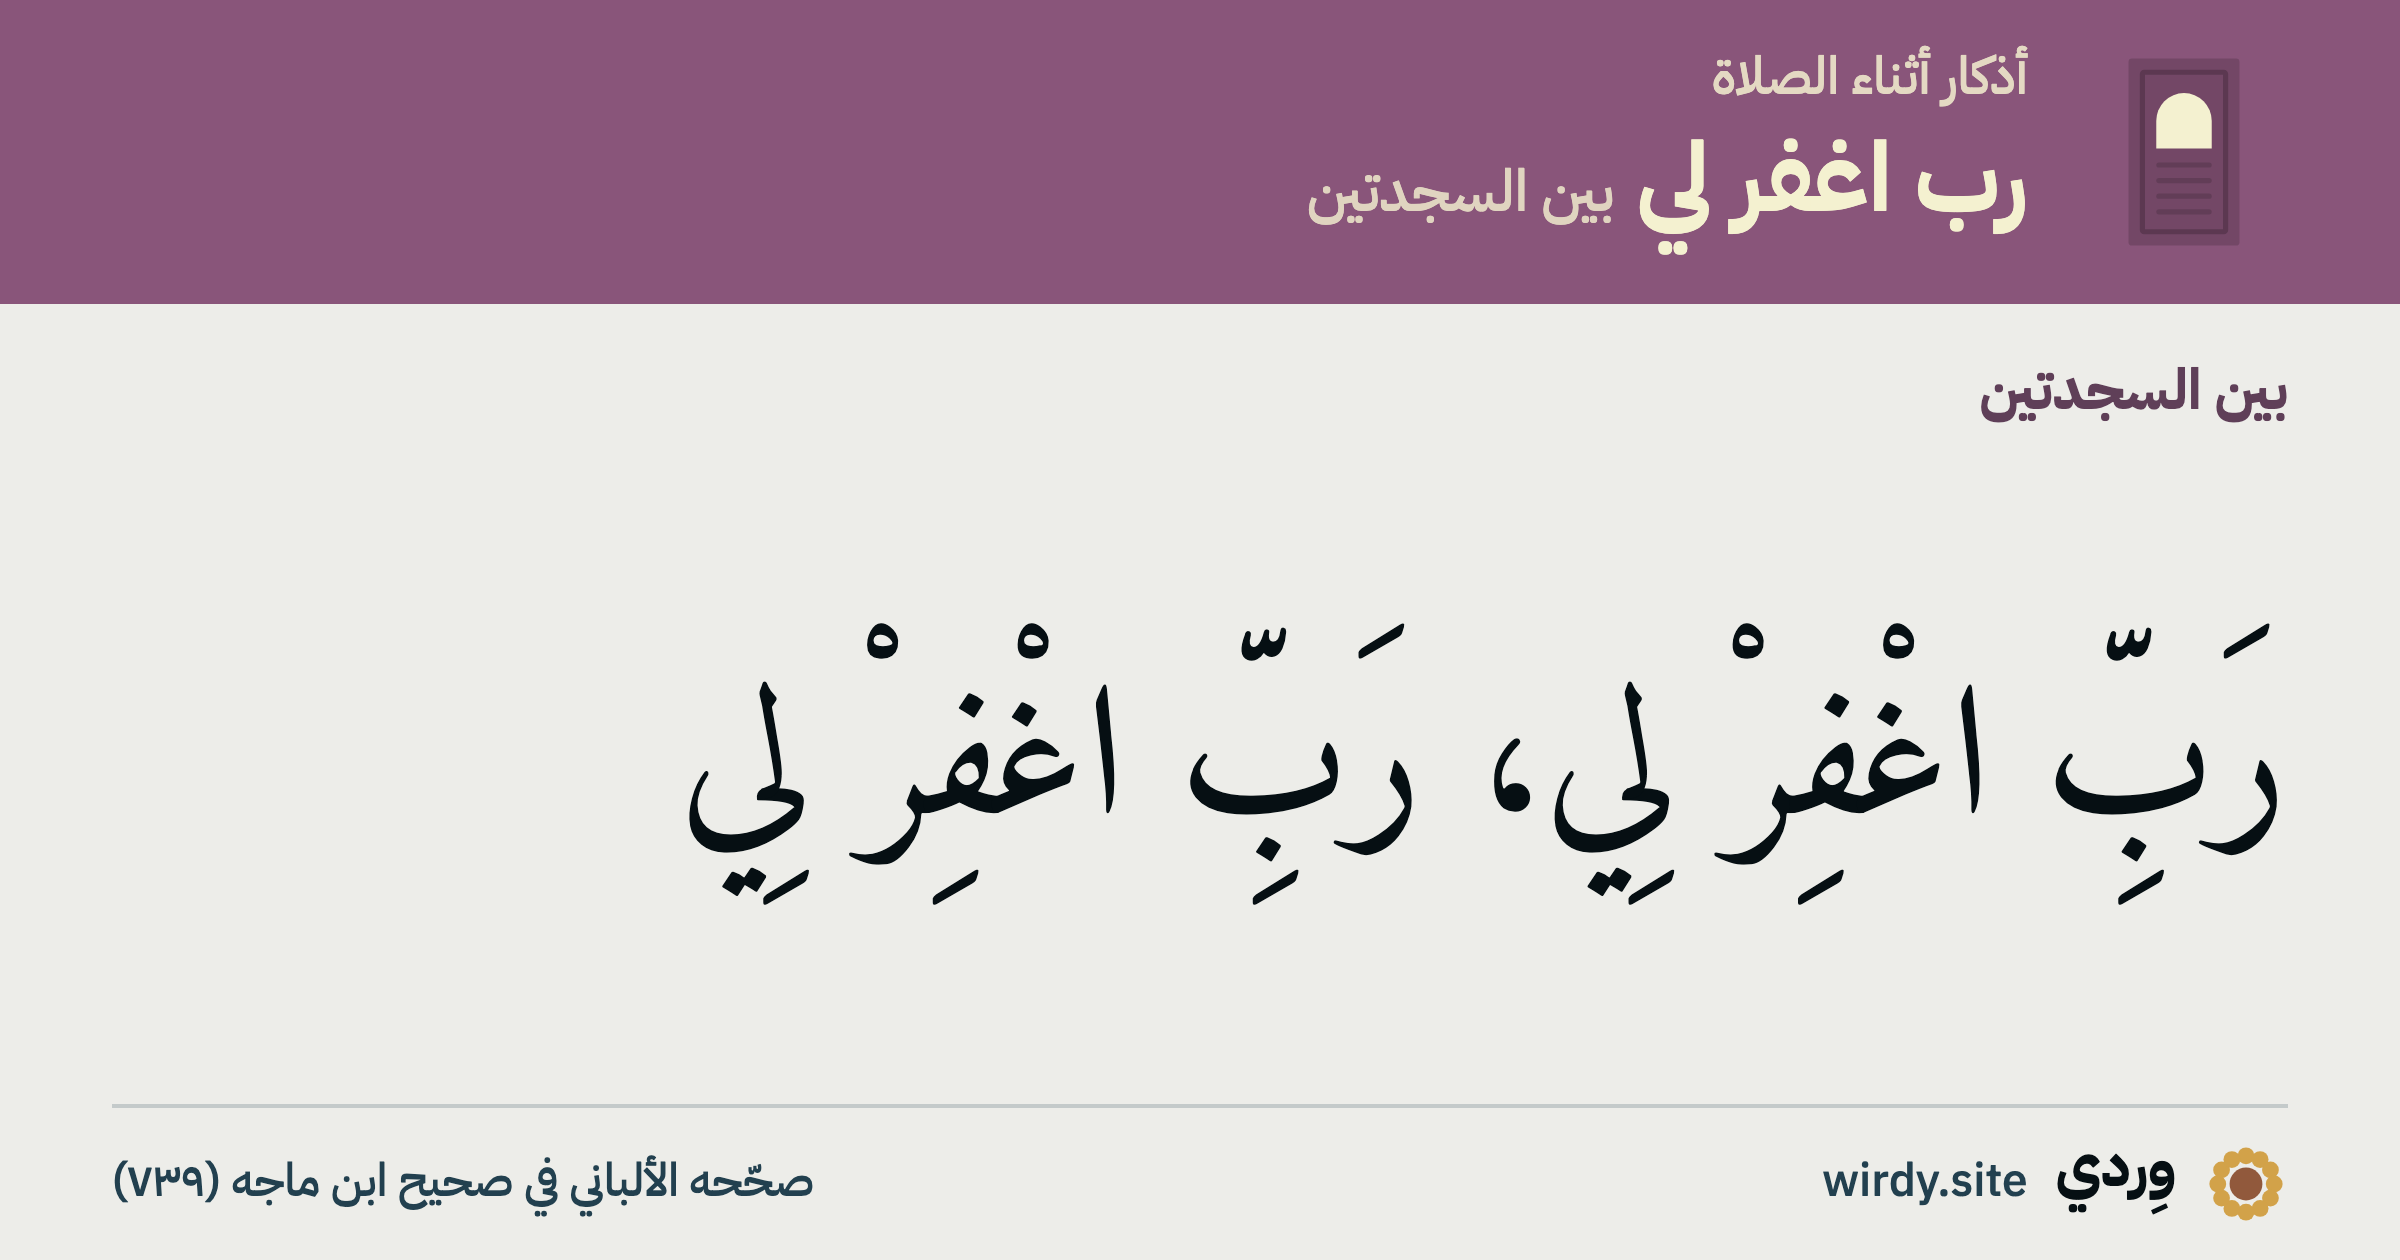 أذكار أثناء الصلاة
رب اغفر لي بين السجدتين
بين السجدتين
رَبِّ اغْفِرْ لِي، رَبِّ اغْفِرْ لِي
وِردي wirdy.site
صحّحه الألباني في صحيح ابن ماجه (٧٣٩)